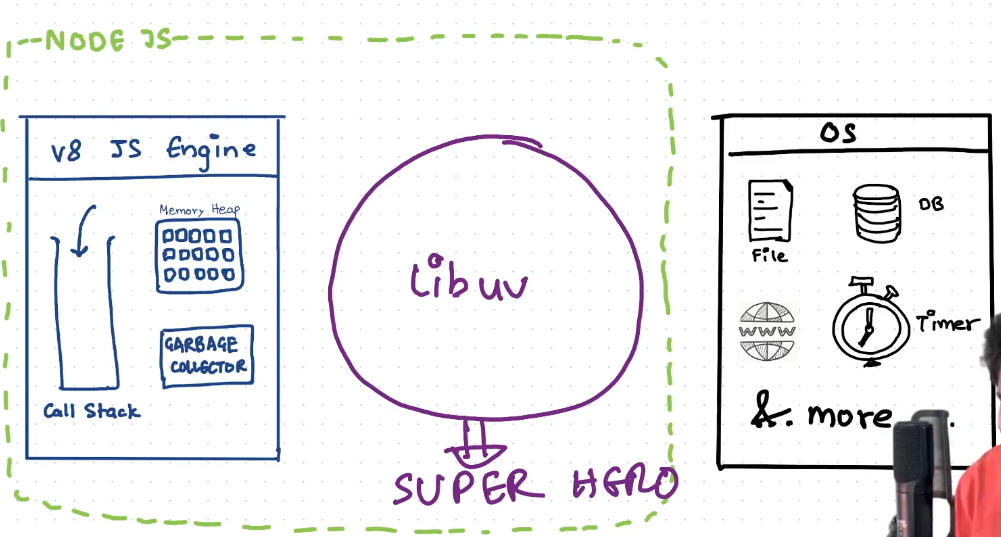 NODE JS
V8 JS Engine
Memory Heap
GARBAGE
COLLECTOR
Call Stack
Libuv
SUPER HERO
OS
File
DB
WWW
Timer
&. more